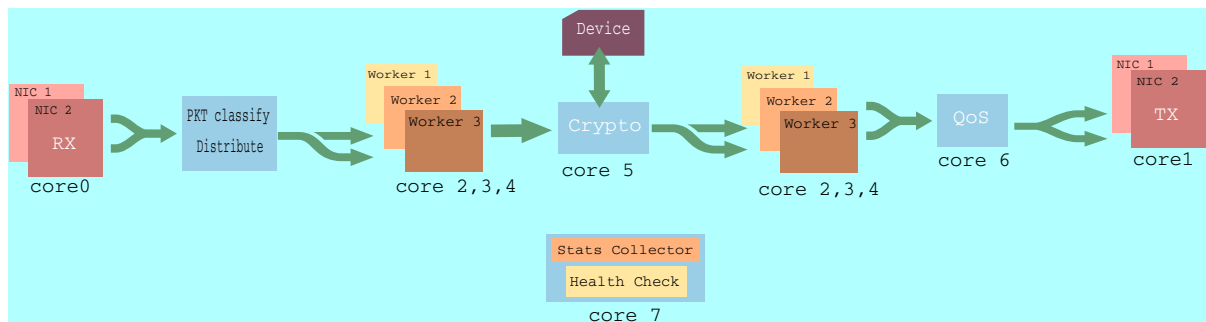 Device
NIC 1
NIC 2
RX
core0
PKT classify
Distribute
Worker 1
Worker 2
Worker 3
core 2,3,4
Crypto
core 5
Worker 1
Worker 2
Worker 3
core 2,3,4
QoS
core 6
NIC 1
NIC 2
TX
core1
Stats Collector
Health Check
core 7